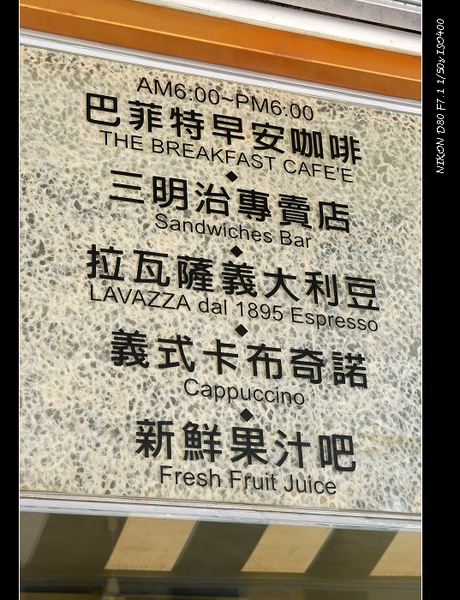 AM6:00~PM6:00
巴菲特早安咖啡
THE BREAKFAST CAFE'E
三明治專賣店
Sandwiches Bar
拉瓦薩義大利豆
LAVAZZA dal 1895 Espresso
義式卡布奇諾
Cappuccino
新鮮果汁吧
Fresh Fruit Juice
NIKON D80 F7.1 1/50y ISO400